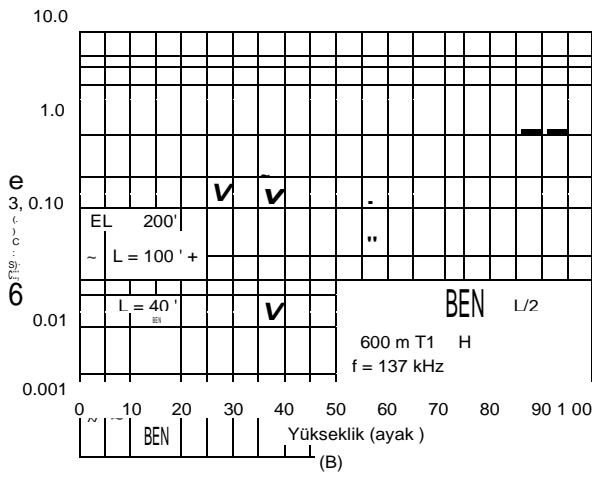 10.0
1.0
e
3, 0.10
V V
EL 200'
~ L = 100 ' +
"
6
L = 40 '
BEN
V
BEN L/2
0.01
600 m T1 H
f = 137 kHz
0.001
0 10 20 30 40 50 60 70 80 90 1 00
BEN
Yükseklik (ayak )
(B)